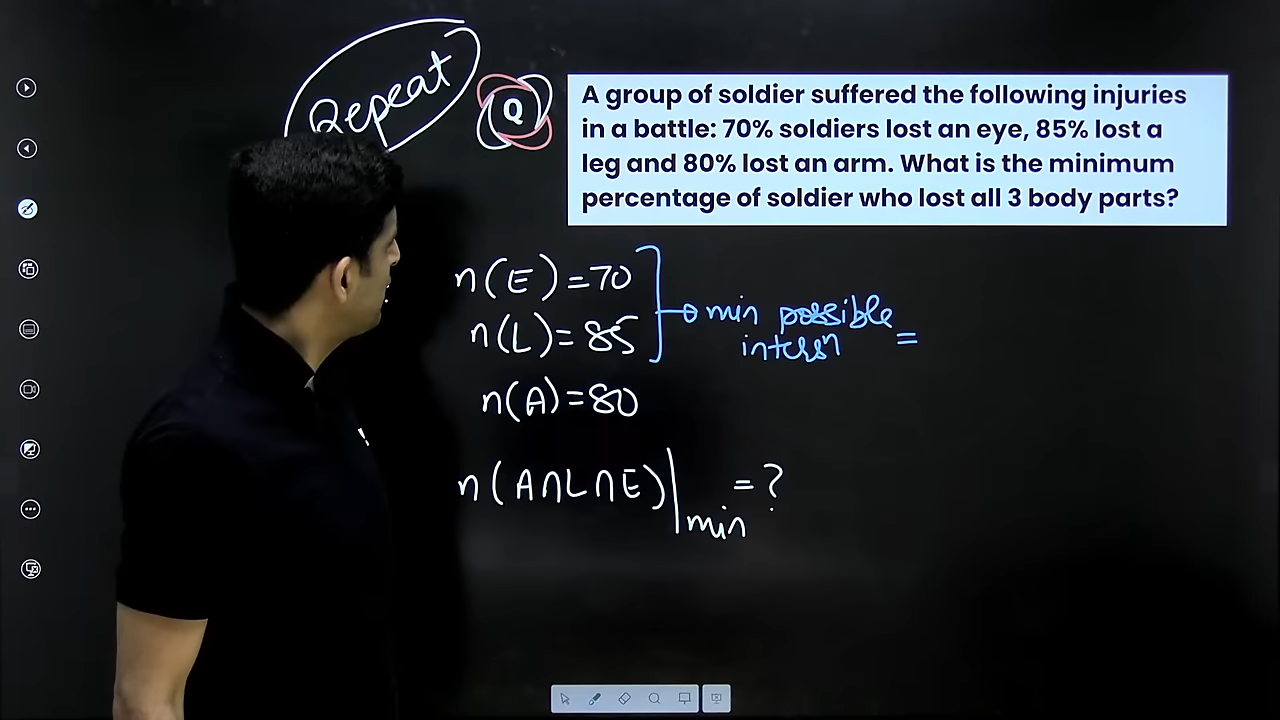 Repeat
Q
A group of soldier suffered the following injuries
in a battle: 70% soldiers lost an eye, 85% lost a
leg and 80% lost an arm. What is the minimum
percentage of soldier who lost all 3 body parts?
n(E)=70
n(L)=85
n(A)=80
min possible
intersⁿ =
n(A∩L∩E)|min = ?